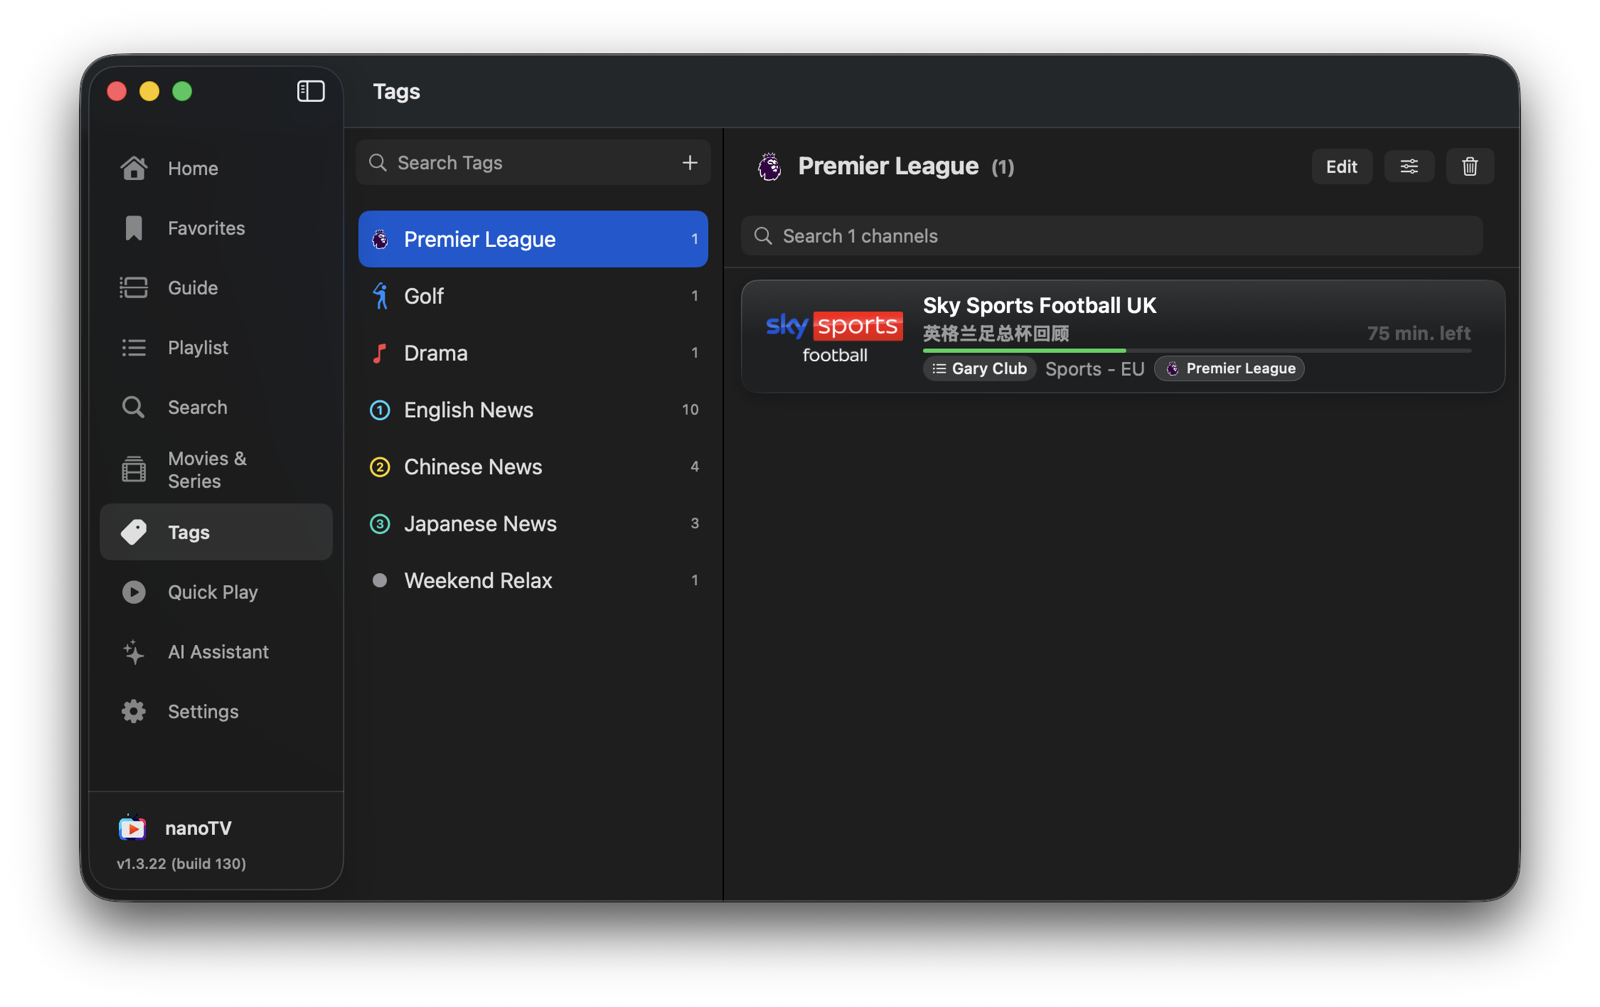 Tags
Home
Favorites
Guide
Playlist
Search
Movies &
Series
Tags
Quick Play
AI Assistant
Settings
nanoTV
v1.3.22 (build 130)
Search Tags
Premier League 1
Golf 1
Drama 1
1 English News 10
2 Chinese News 4
3 Japanese News 3
Weekend Relax 1
Premier League (1)
Edit
Search 1 channels
sky sports
football
Sky Sports Football UK
英格兰足总杯回顾
75 min. left
Gary Club Sports - EU Premier League